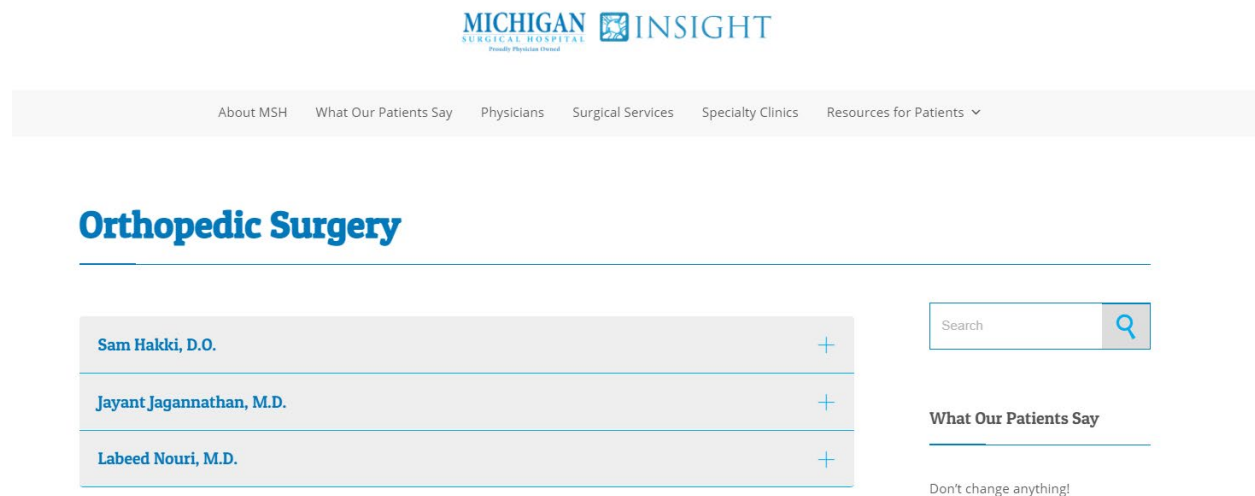 MICHIGAN
SURGICAL HOSPITAL
Proudly Physician Owned
INSIGHT
About MSH What Our Patients Say Physicians Surgical Services Specialty Clinics Resources for Patients
Orthopedic Surgery
Search
Sam Hakki, D.O.
Jayant Jagannathan, M.D.
Labeed Nouri, M.D.
What Our Patients Say
Don't change anything!